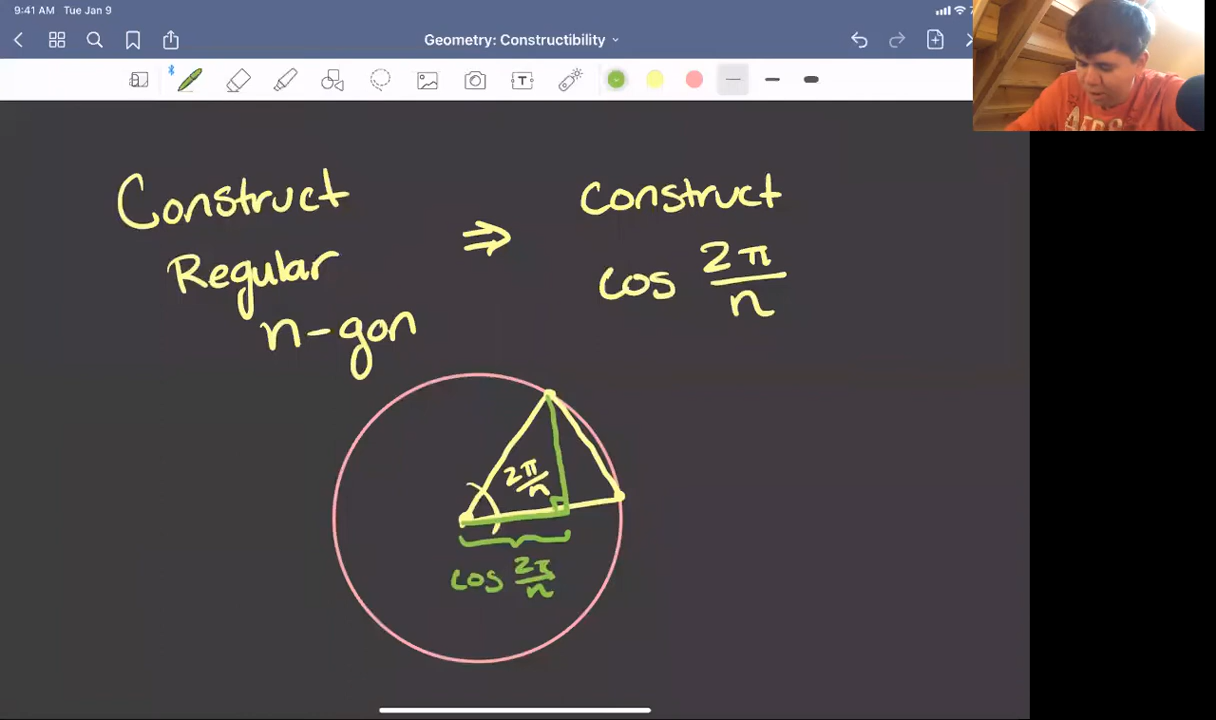 9:41 AM Tue Jan 9
Geometry: Constructibility
T
Construct
Regular
n-gon
⇒
Construct
cos 2π/n
2π/n
cos 2π/n